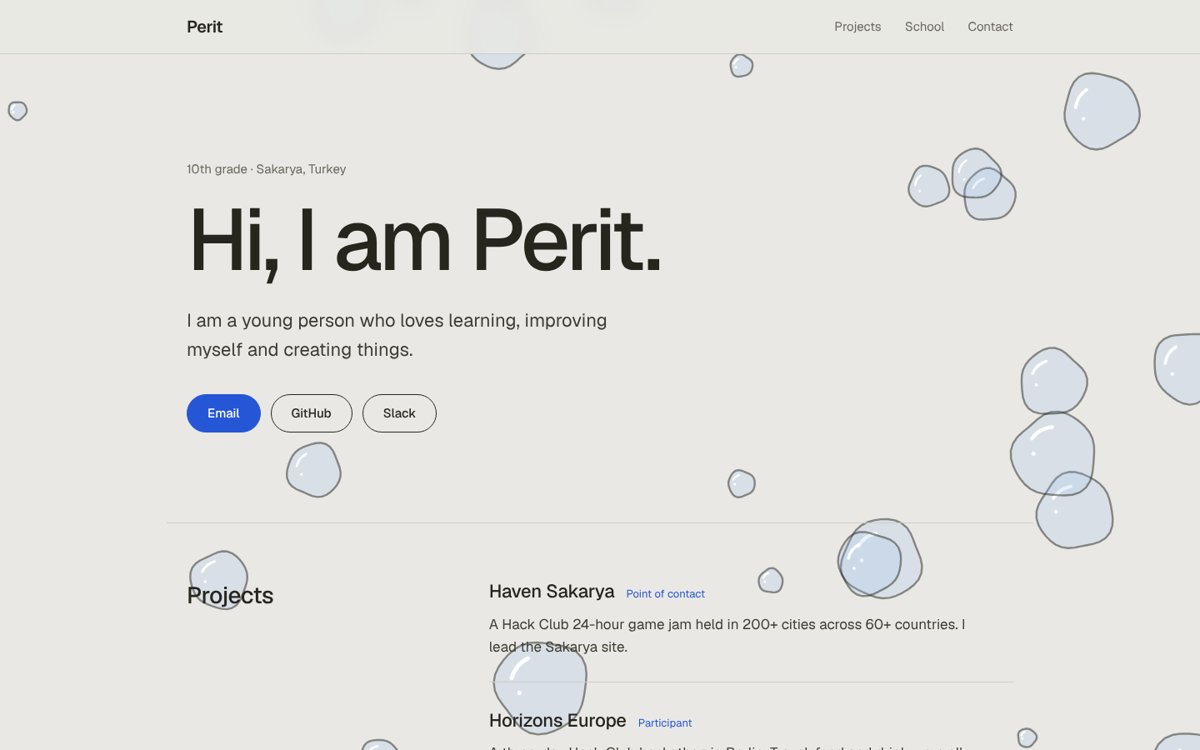 Perit
Projects
School
Contact
10th grade · Sakarya, Turkey
Hi, I am Perit.
I am a young person who loves learning, improving
myself and creating things.
Email
GitHub
Slack
Projects
Haven Sakarya Point of contact
A Hack Club 24-hour game jam held in 200+ cities across 60+ countries. I
lead the Sakarya site.
Horizons Europe Participant